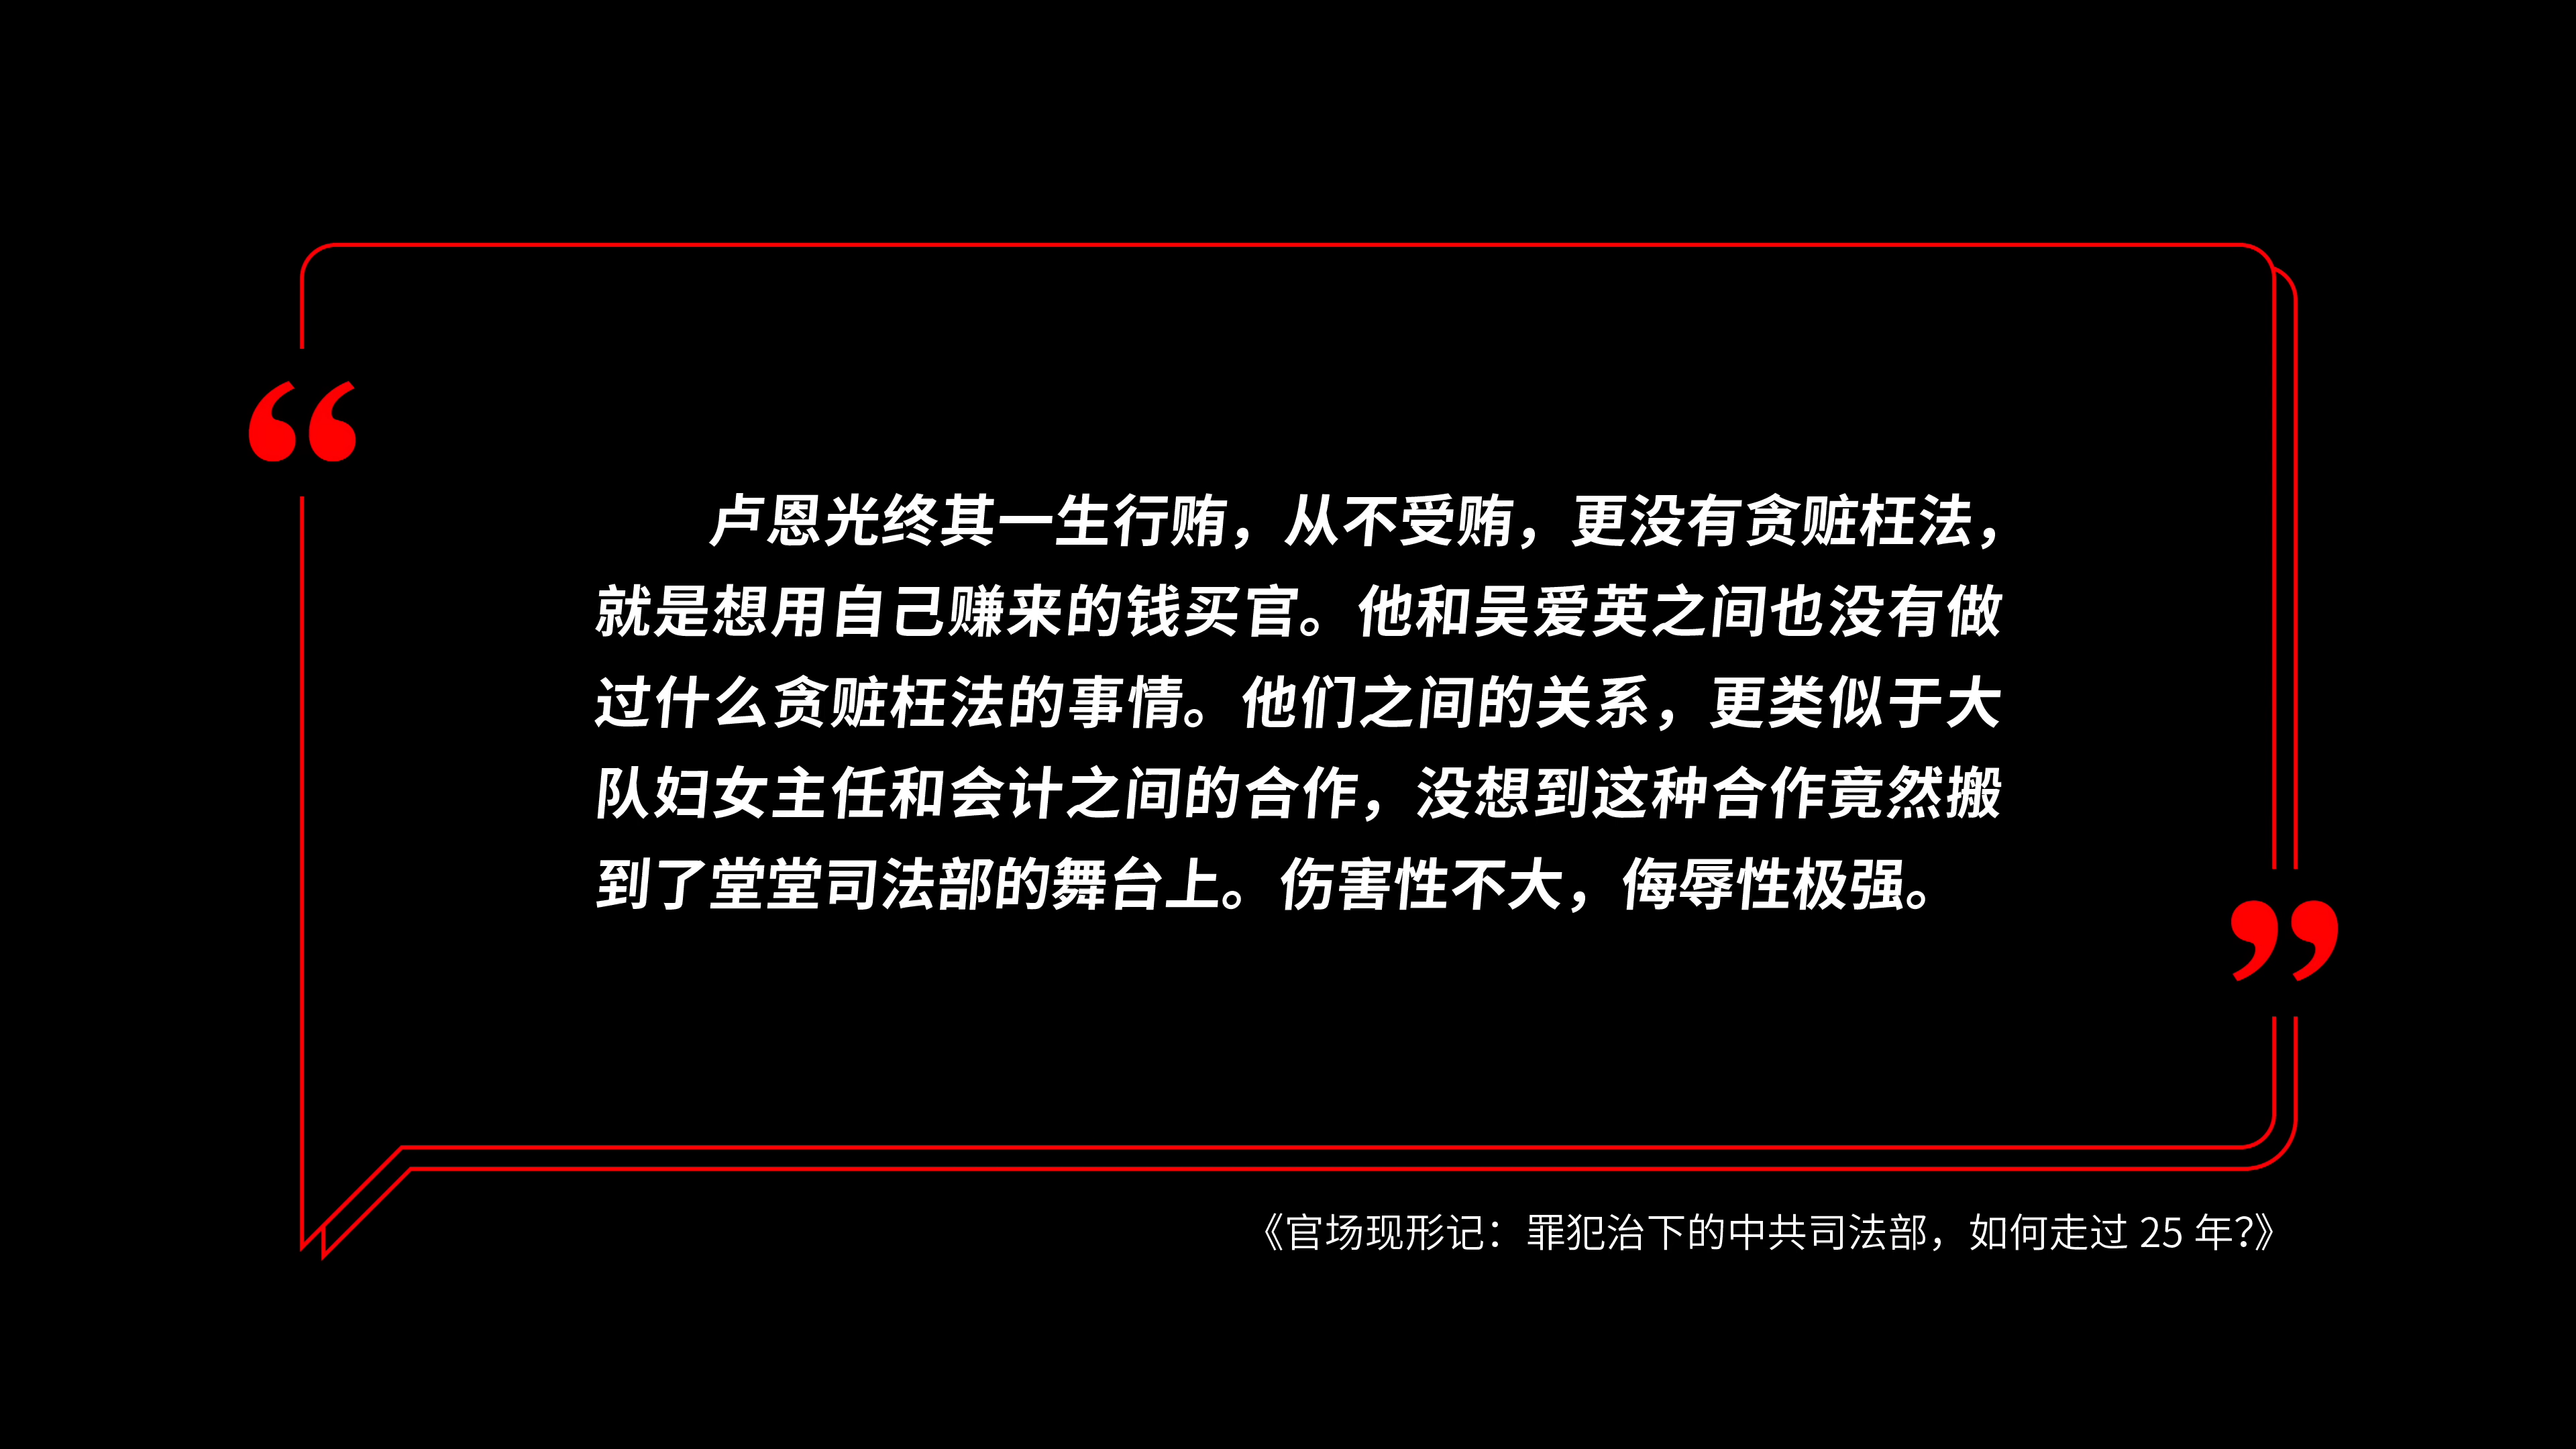 “
卢恩光终其一生行贿，从不受贿，更没有贪赃枉法，
就是想用自己赚来的钱买官。他和吴爱英之间也没有做
过什么贪赃枉法的事情。他们之间的关系，更类似于大
队妇女主任和会计之间的合作，没想到这种合作竟然搬
到了堂堂司法部的舞台上。伤害性不大，侮辱性极强。
”
《官场现形记：罪犯治下的中共司法部，如何走过 25 年？》